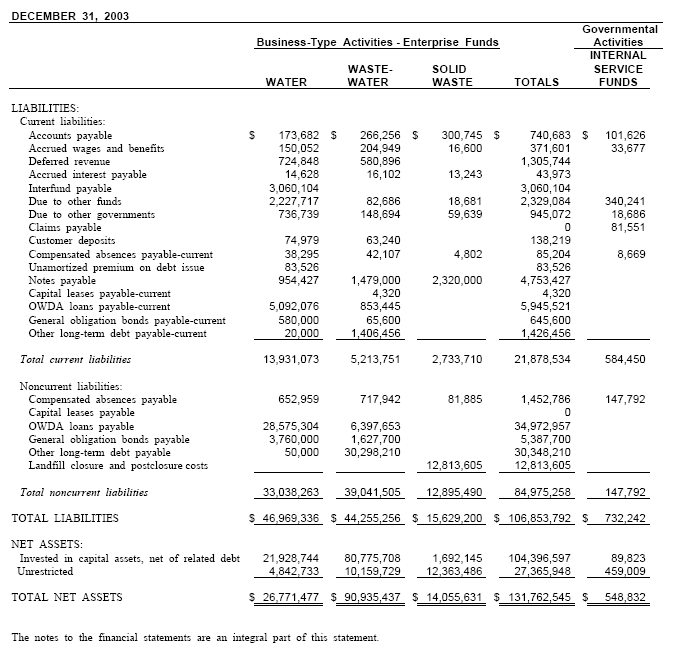 DECEMBER 31, 2003
Governmental
Business-Type Activities - Enterprise Funds Activities
INTERNAL
WASTE- SOLID SERVICE
WATER WATER WASTE TOTALS FUNDS
LIABILITIES:
Current liabilities:
Accounts payable $ 173,682 $ 266,256 $ 300,745 $ 740,683 $ 101,626
Accrued wages and benefits 150,052 204,949 16,600 371,601 33,677
Deferred revenue 724,848 580,896 1,305,744
Accrued interest payable 14,628 16,102 13,243 43,973
Interfund payable 3,060,104 3,060,104
Due to other funds 2,227,717 82,686 18,681 2,329,084 340,241
Due to other governments 736,739 148,694 59,639 945,072 18,686
Claims payable 0 81,551
Customer deposits 74,979 63,240 138,219
Compensated absences payable-current 38,295 42,107 4,802 85,204 8,669
Unamortized premium on debt issue 83,526 83,526
Notes payable 954,427 1,479,000 2,320,000 4,753,427
Capital leases payable-current 4,320 4,320
OWDA loans payable-current 5,092,076 853,445 5,945,521
General obligation bonds payable-current 580,000 65,600 645,600
Other long-term debt payable-current 20,000 1,406,456 1,426,456
Total current liabilities 13,931,073 5,213,751 2,733,710 21,878,534 584,450
Noncurrent liabilities:
Compensated absences payable 652,959 717,942 81,885 1,452,786 147,792
Capital leases payable 0
OWDA loans payable 28,575,304 6,397,653 34,972,957
General obligation bonds payable 3,760,000 1,627,700 5,387,700
Other long-term debt payable 50,000 30,298,210 30,348,210
Landfill closure and postclosure costs 12,813,605 12,813,605
Total noncurrent liabilities 33,038,263 39,041,505 12,895,490 84,975,258 147,792
TOTAL LIABILITIES $ 46,969,336 $ 44,255,256 $ 15,629,200 $ 106,853,792 $ 732,242
NET ASSETS:
Invested in capital assets, net of related debt 21,928,744 80,775,708 1,692,145 104,396,597 89,823
Unrestricted 4,842,733 10,159,729 12,363,486 27,365,948 459,009
TOTAL NET ASSETS $ 26,771,477 $ 90,935,437 $ 14,055,631 $ 131,762,545 $ 548,832
The notes to the financial statements are an integral part of this statement.